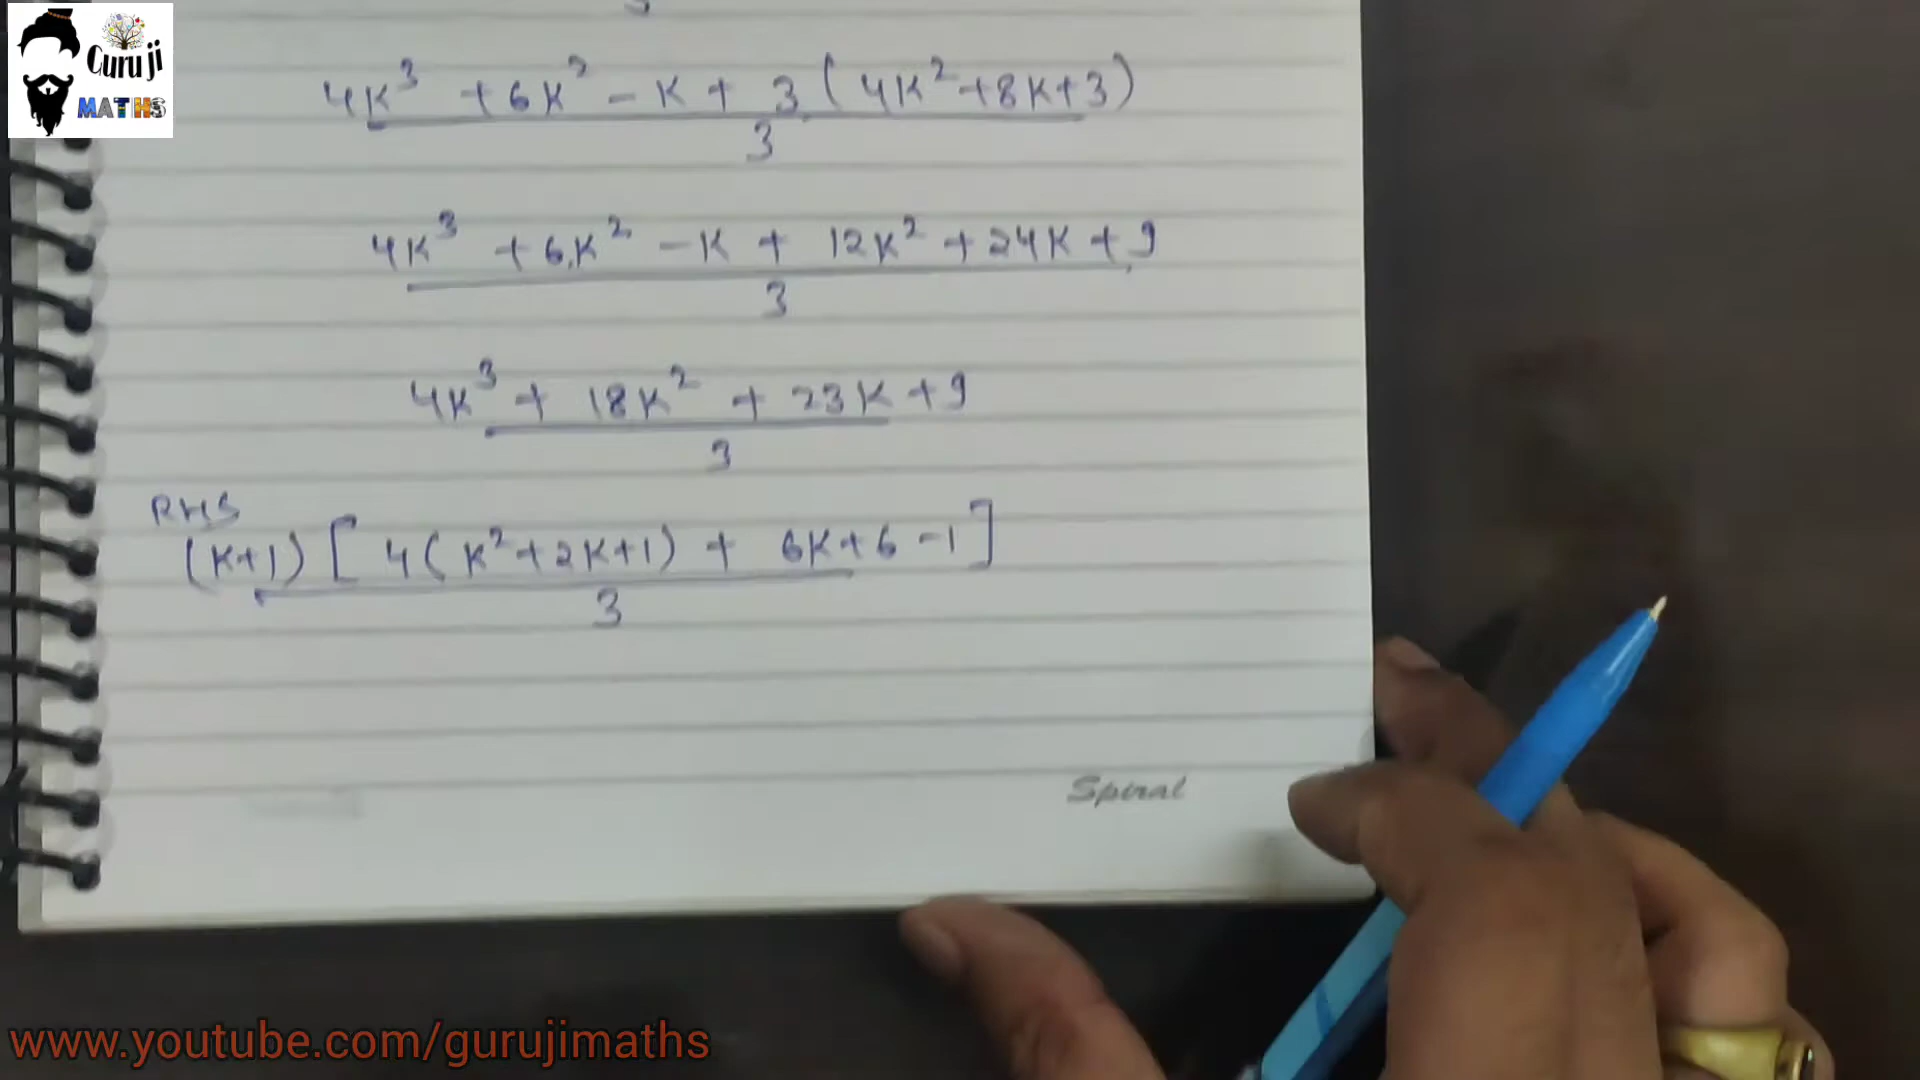 Guru ji
MATHS
4K³ + 6K² - K + 3(4K²+8K+3)
3
4K³ + 6K² - K + 12K² + 24K + 9
3
4K³ + 18K² + 23K + 9
3
RHS
(K+1) [ 4(K²+2K+1) + 6K+6-1 ]
3
Spiral
www.youtube.com/gurujimaths